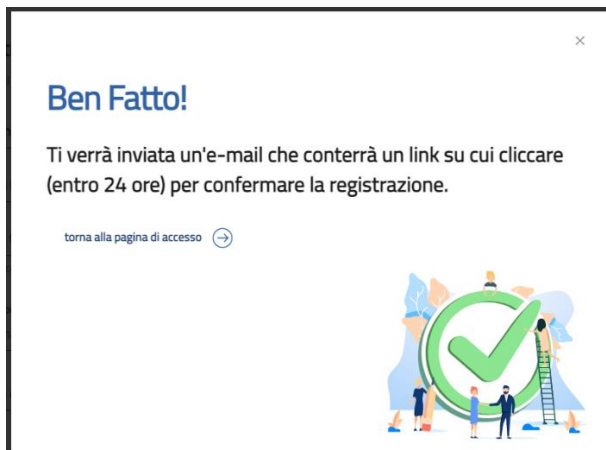 Ben Fatto!
Ti verrà inviata un'e-mail che conterrà un link su cui cliccare
(entro 24 ore) per confermare la registrazione.
torna alla pagina di accesso